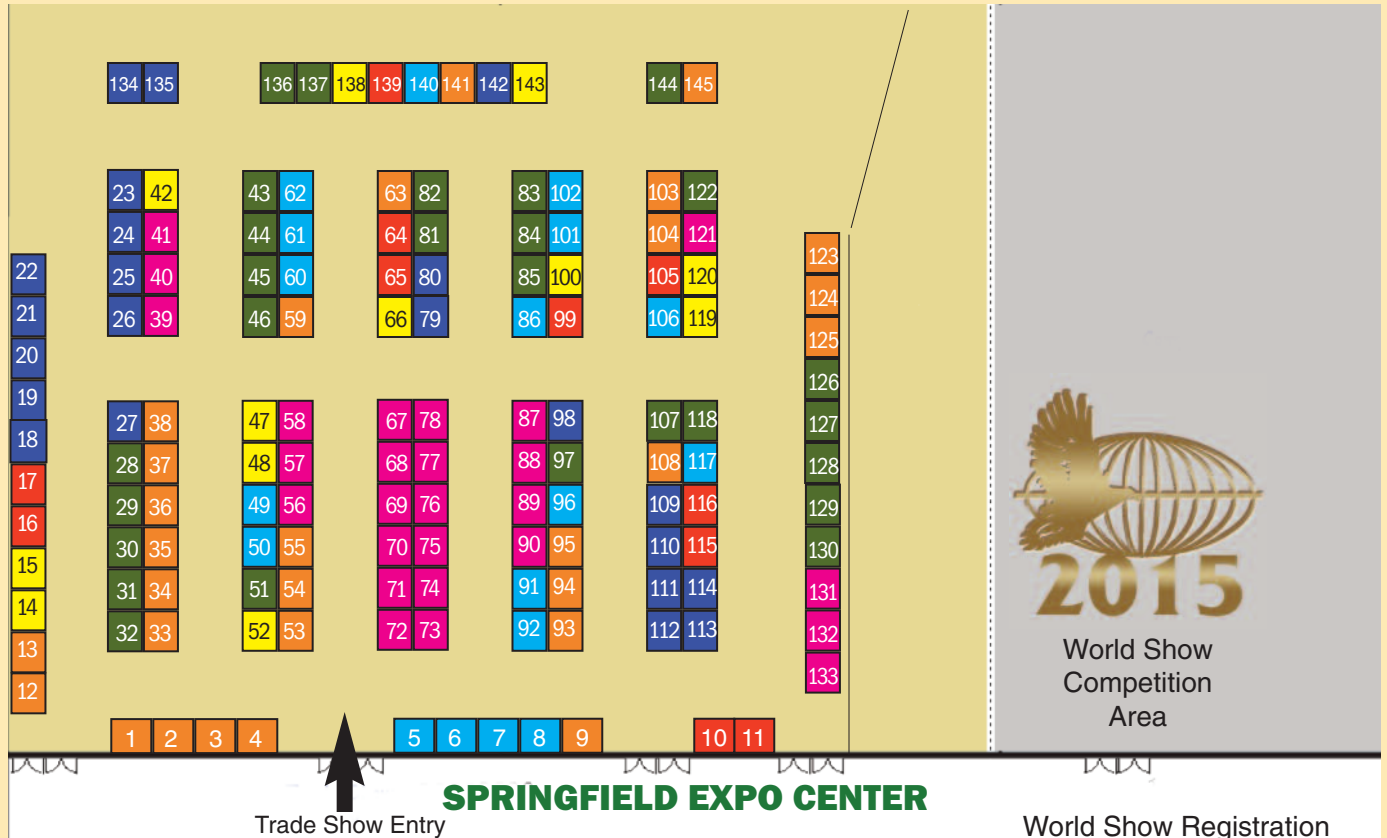 134 135 136 137 138 139 140 141 142 143 144 145
23 42 43 62 63 82 83 102 103 122
24 41 44 61 64 81 84 101 104 121
123
22 25 40 45 60 65 80 85 100 105 120
124
21 26 39 46 59 66 79 86 99 106 119
125
20
126
19
27 38 47 58 67 78 87 98 107 118 127
18
28 37 48 57 68 77 88 97 108 117 128
17
29 36 49 56 69 76 89 96 109 116 129
16
30 35 50 55 70 75 90 95 110 115 130
15
31 34 51 54 71 74 91 94 111 114 131
14
32 33 52 53 72 73 92 93 112 113 132
13
133
12
1 2 3 4 5 6 7 8 9 10 11
2015
World Show
Competition
Area
SPRINGFIELD EXPO CENTER
Trade Show Entry
World Show Registration